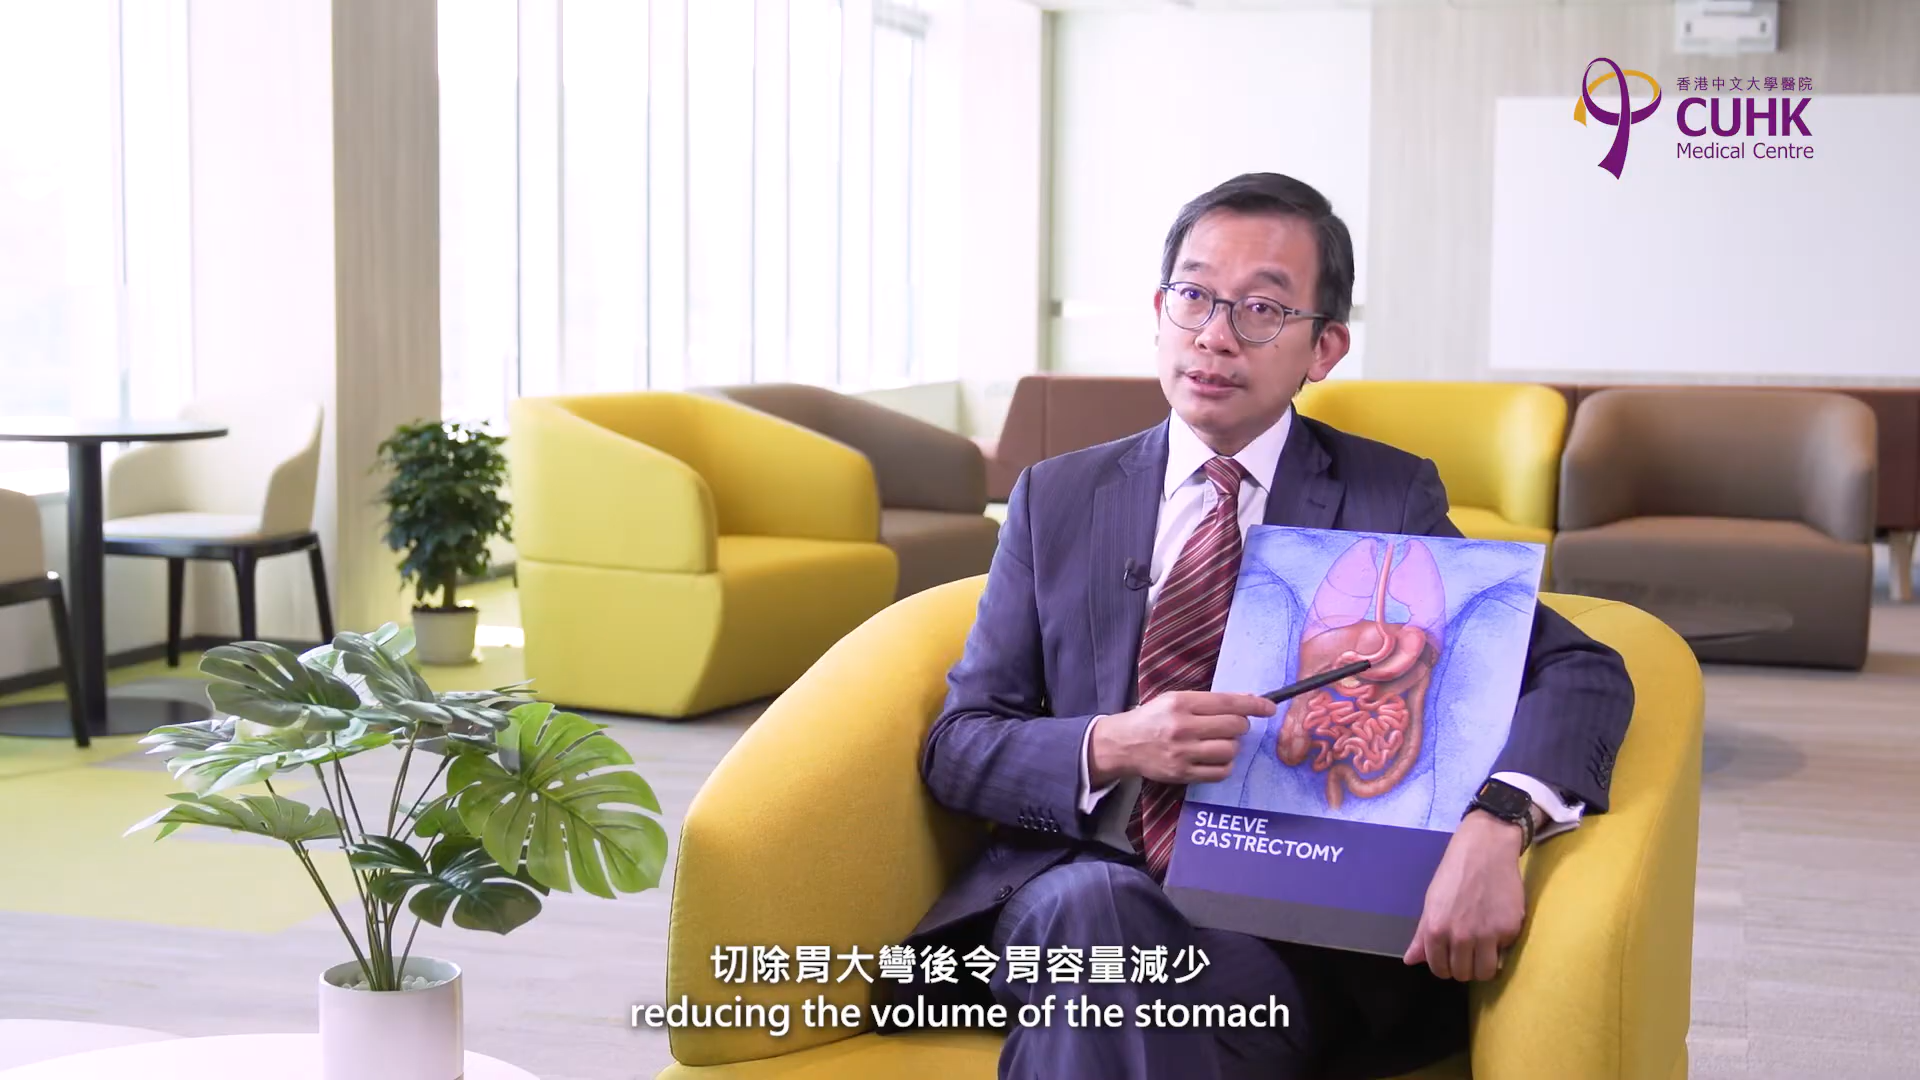 香港中文大學醫院
CUHK
Medical Centre
SLEEVE
GASTRECTOMY
切除胃大彎後令胃容量減少
reducing the volume of the stomach